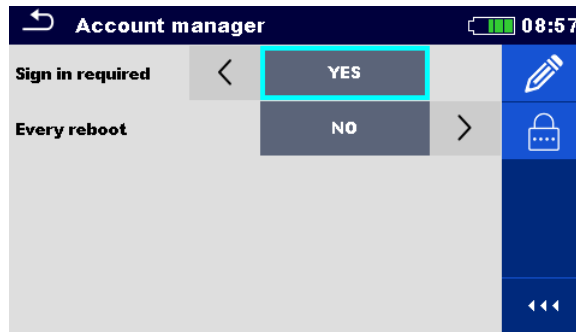 Account manager 08:57
Sign in required YES
Every reboot NO